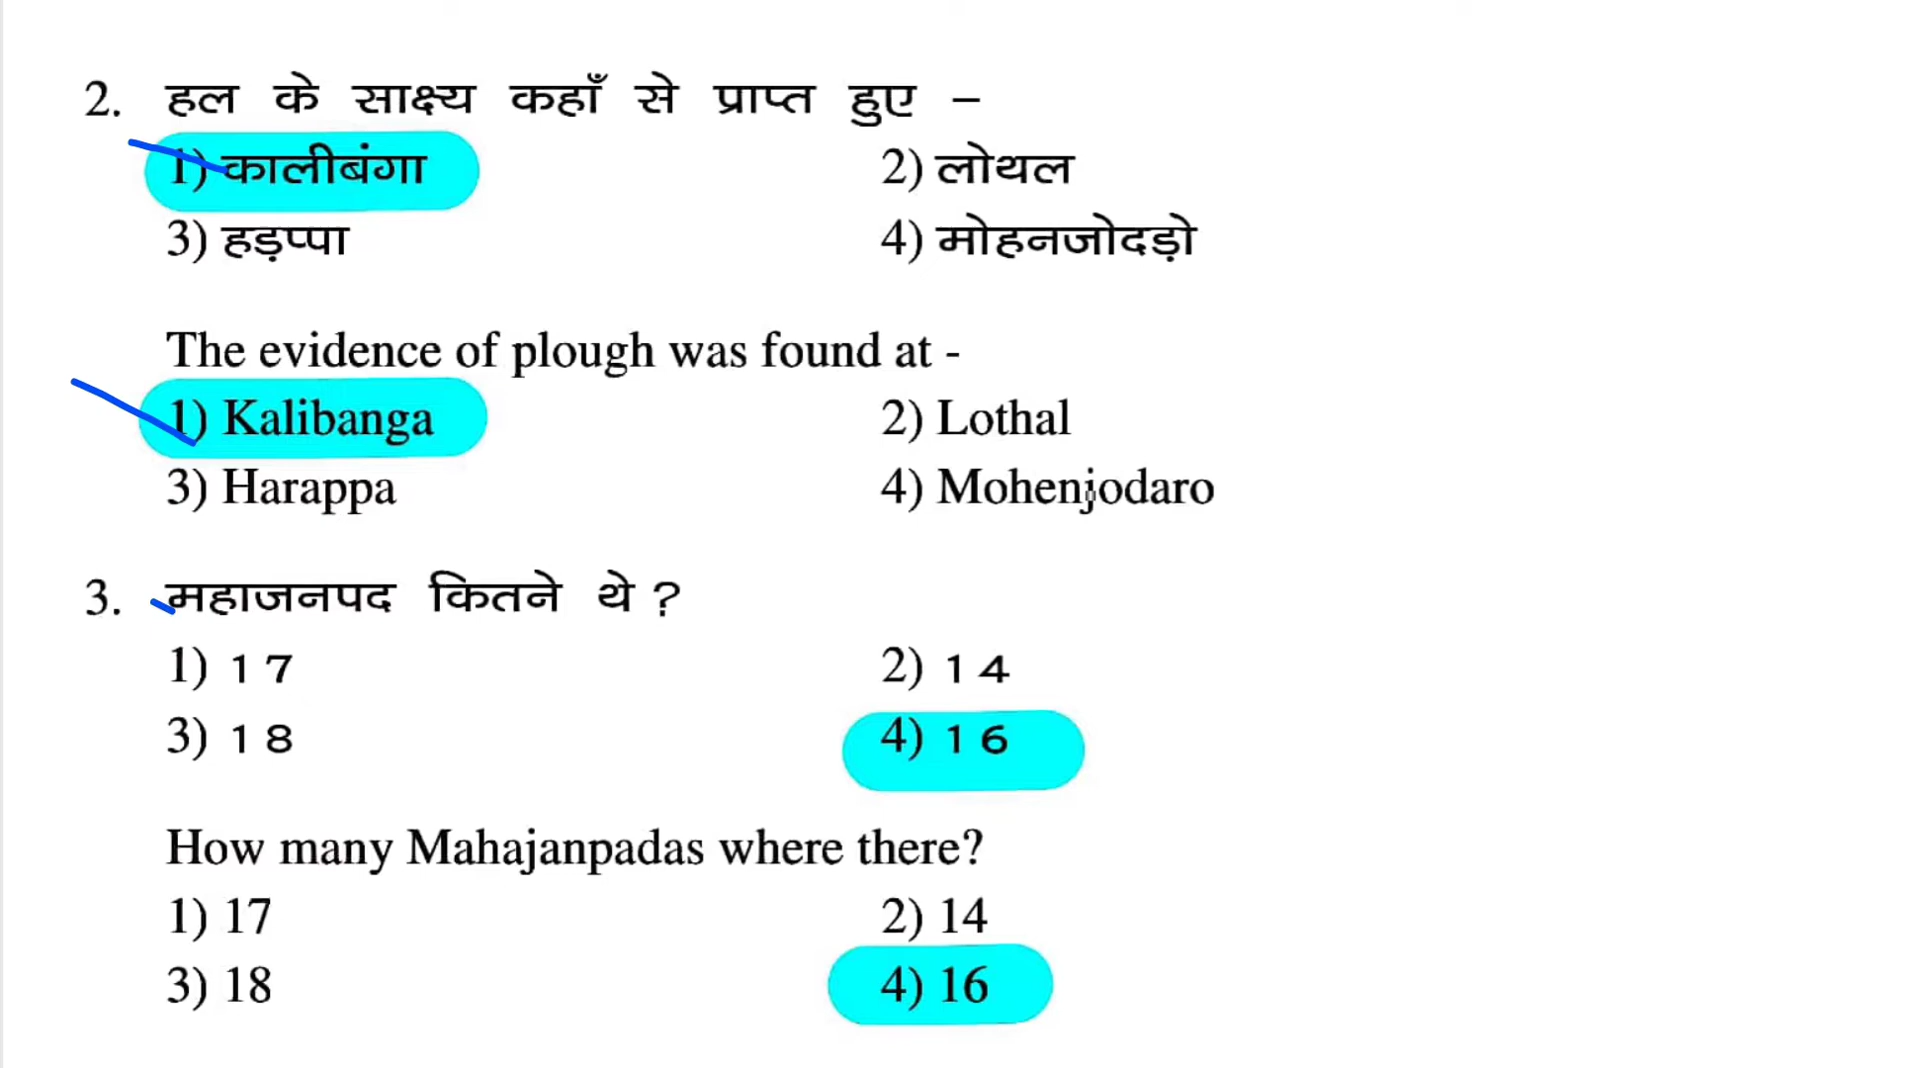 2. हल के साक्ष्य कहाँ से प्राप्त हुए –
1) कालीबंगा 2) लोथल
3) हड़प्पा 4) मोहनजोदड़ो
The evidence of plough was found at -
1) Kalibanga 2) Lothal
3) Harappa 4) Mohenjodaro
3. महाजनपद कितने थे ?
1) 17 2) 14
3) 18 4) 16
How many Mahajanpadas where there?
1) 17 2) 14
3) 18 4) 16